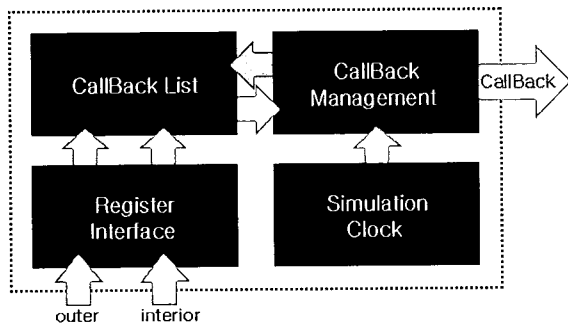 CallBack List
CallBack
Management
CallBack
Register
Interface
Simulation
Clock
outer
interior